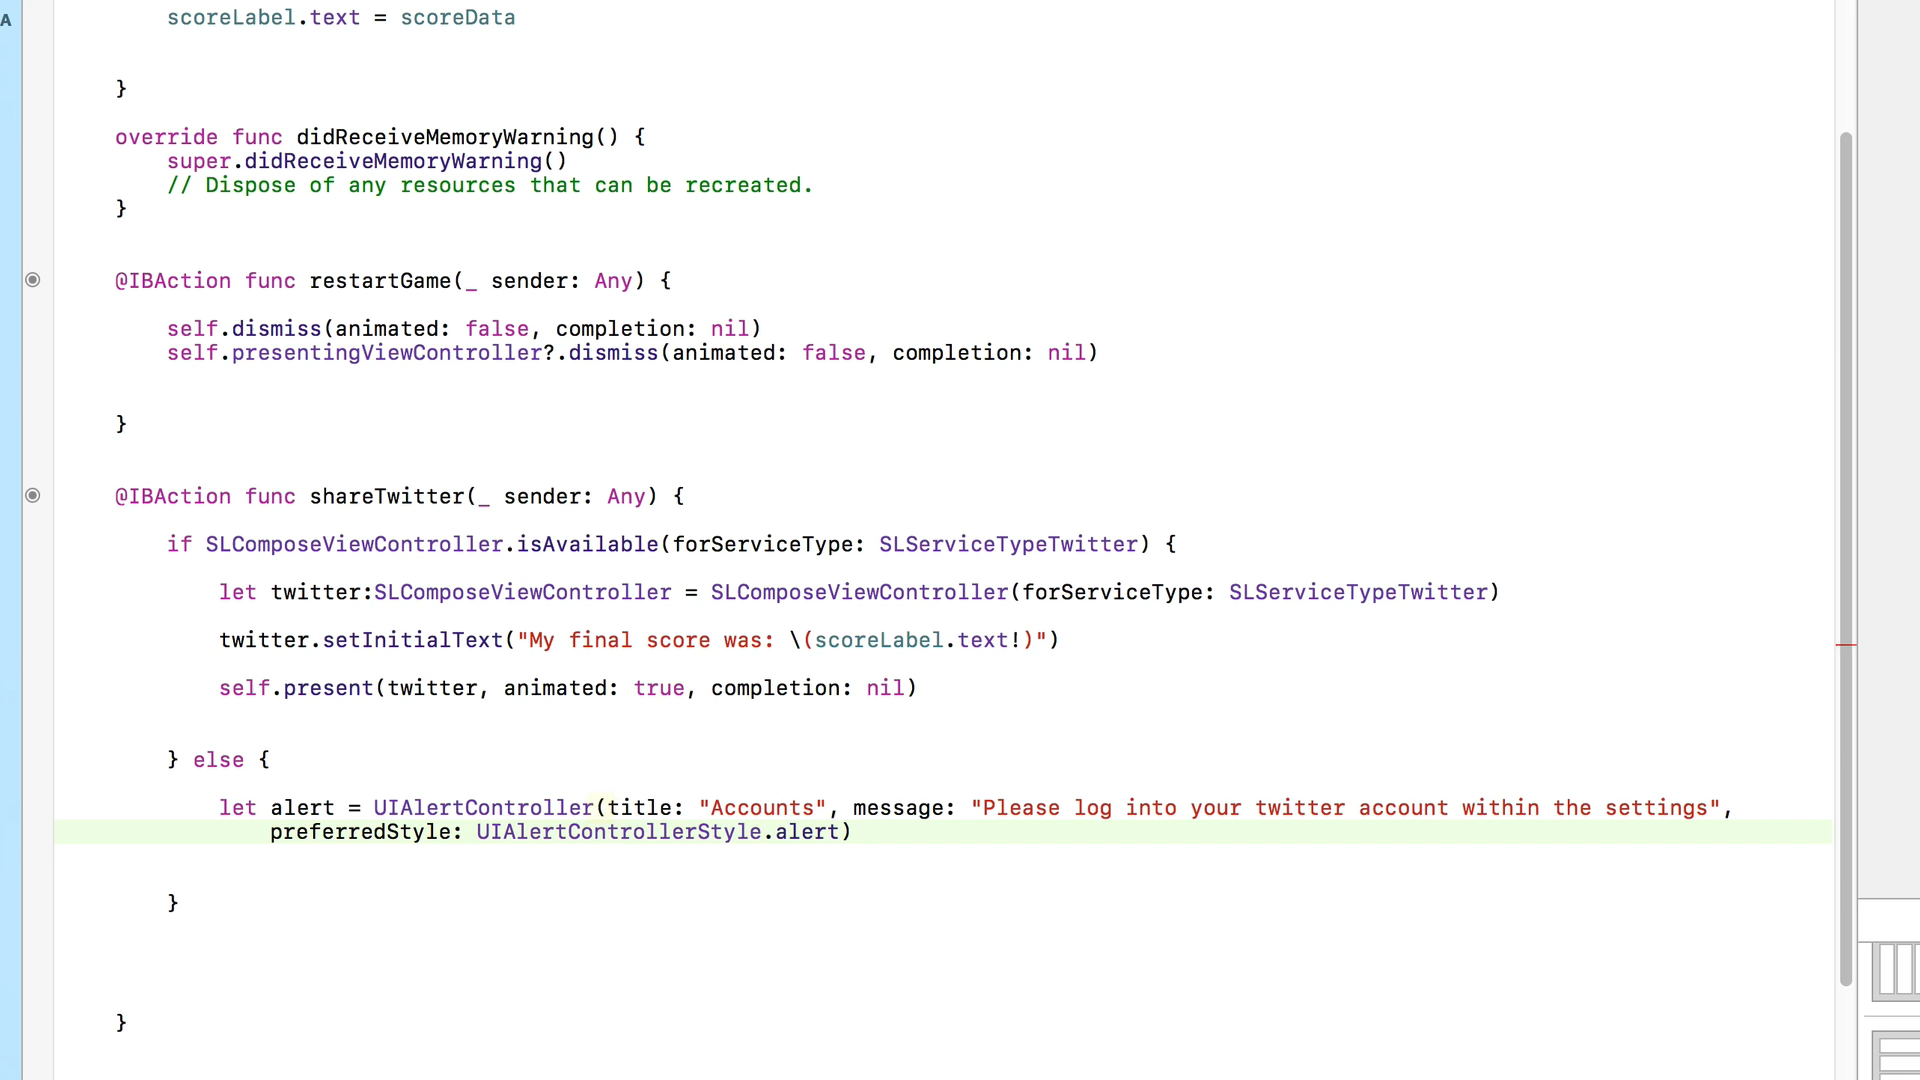 A
scoreLabel.text = scoreData
}
override func didReceiveMemoryWarning() {
super.didReceiveMemoryWarning()
// Dispose of any resources that can be recreated.
}
@IBAction func restartGame(_ sender: Any) {
self.dismiss(animated: false, completion: nil)
self.presentingViewController?.dismiss(animated: false, completion: nil)
}
@IBAction func shareTwitter(_ sender: Any) {
if SLComposeViewController.isAvailable(forServiceType: SLServiceTypeTwitter) {
let twitter:SLComposeViewController = SLComposeViewController(forServiceType: SLServiceTypeTwitter)
twitter.setInitialText("My final score was: \(scoreLabel.text!)")
self.present(twitter, animated: true, completion: nil)
} else {
let alert = UIAlertController(title: "Accounts", message: "Please log into your twitter account within the settings",
preferredStyle: UIAlertControllerStyle.alert)
}
}